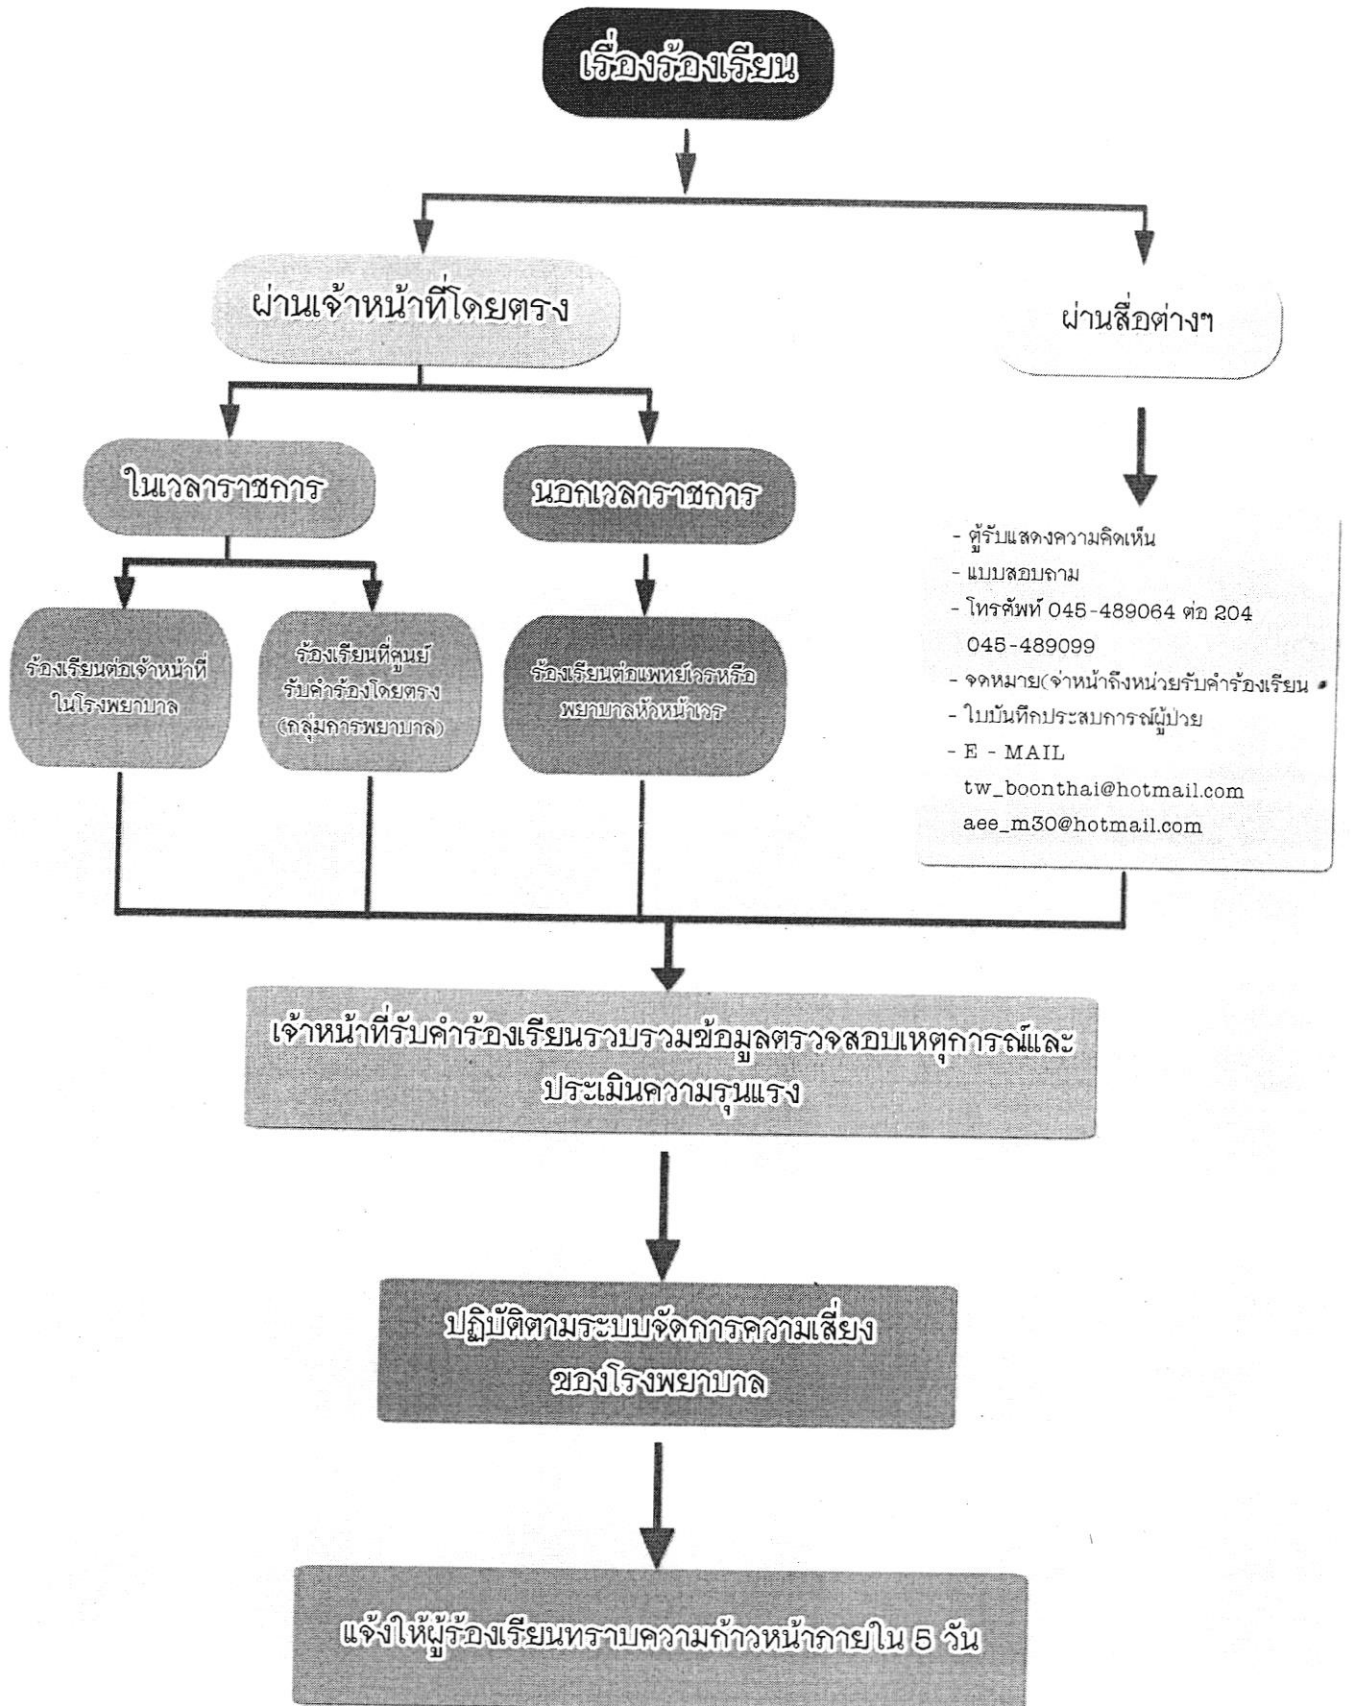 เรื่องร้องเรียน
ผ่านเจ้าหน้าที่โดยตรง
ผ่านสื่อต่างๆ
ในเวลาราชการ
นอกเวลาราชการ
ร้องเรียนต่อเจ้าหน้าที่
ในโรงพยาบาล
ร้องเรียนที่ศูนย์
รับคำร้องโดยตรง
(กลุ่มการพยาบาล)
ร้องเรียนต่อแพทย์เวรหรือ
พยาบาลหัวหน้าเวร
- ตู้รับแสดงความคิดเห็น
- แบบสอบถาม
- โทรศัพท์ 045-489064 ต่อ 204
045-489099
- จดหมาย(จ่าหน้าถึงหน่วยรับคำร้องเรียน
- ใบบันทึกประสบการณ์ผู้ป่วย
- E - MAIL
tw_boonthai@hotmail.com
aee_m30@hotmail.com
เจ้าหน้าที่รับคำร้องเรียนรวบรวมข้อมูลตรวจสอบเหตุการณ์และ
ประเมินความรุนแรง
ปฏิบัติตามระบบจัดการความเสี่ยง
ของโรงพยาบาล
แจ้งให้ผู้ร้องเรียนทราบความก้าวหน้าภายใน 5 วัน